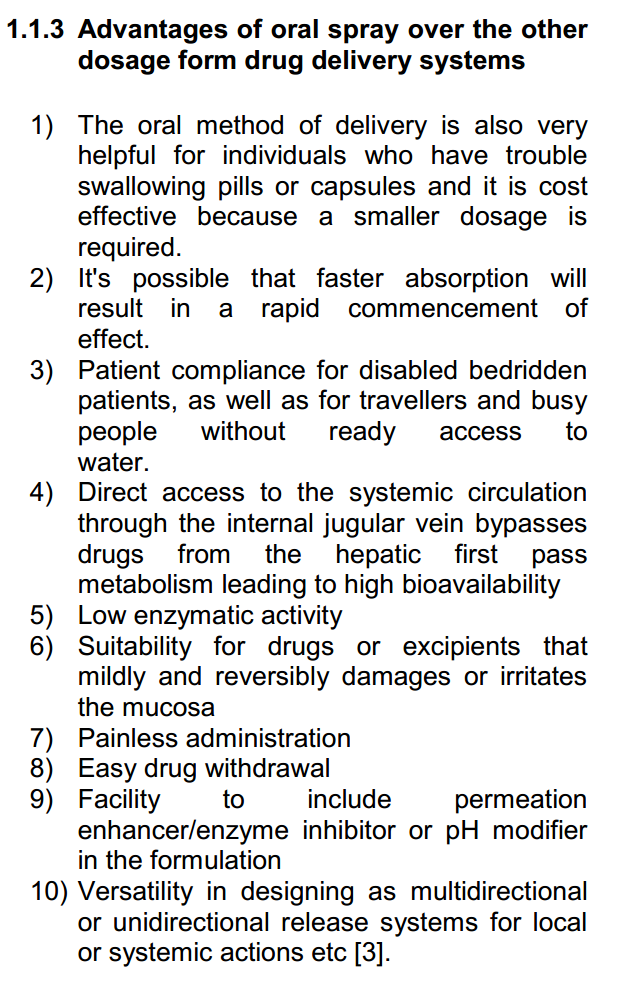 1.1.3 Advantages of oral spray over the other
dosage form drug delivery systems
1) The oral method of delivery is also very
helpful for individuals who have trouble
swallowing pills or capsules and it is cost
effective because a smaller dosage is
required.
2) It's possible that faster absorption will
result in a rapid commencement of
effect.
3) Patient compliance for disabled bedridden
patients, as well as for travellers and busy
people without ready access to
water.
4) Direct access to the systemic circulation
through the internal jugular vein bypasses
drugs from the hepatic first pass
metabolism leading to high bioavailability
5) Low enzymatic activity
6) Suitability for drugs or excipients that
mildly and reversibly damages or irritates
the mucosa
7) Painless administration
8) Easy drug withdrawal
9) Facility to include permeation
enhancer/enzyme inhibitor or pH modifier
in the formulation
10) Versatility in designing as multidirectional
or unidirectional release systems for local
or systemic actions etc [3].